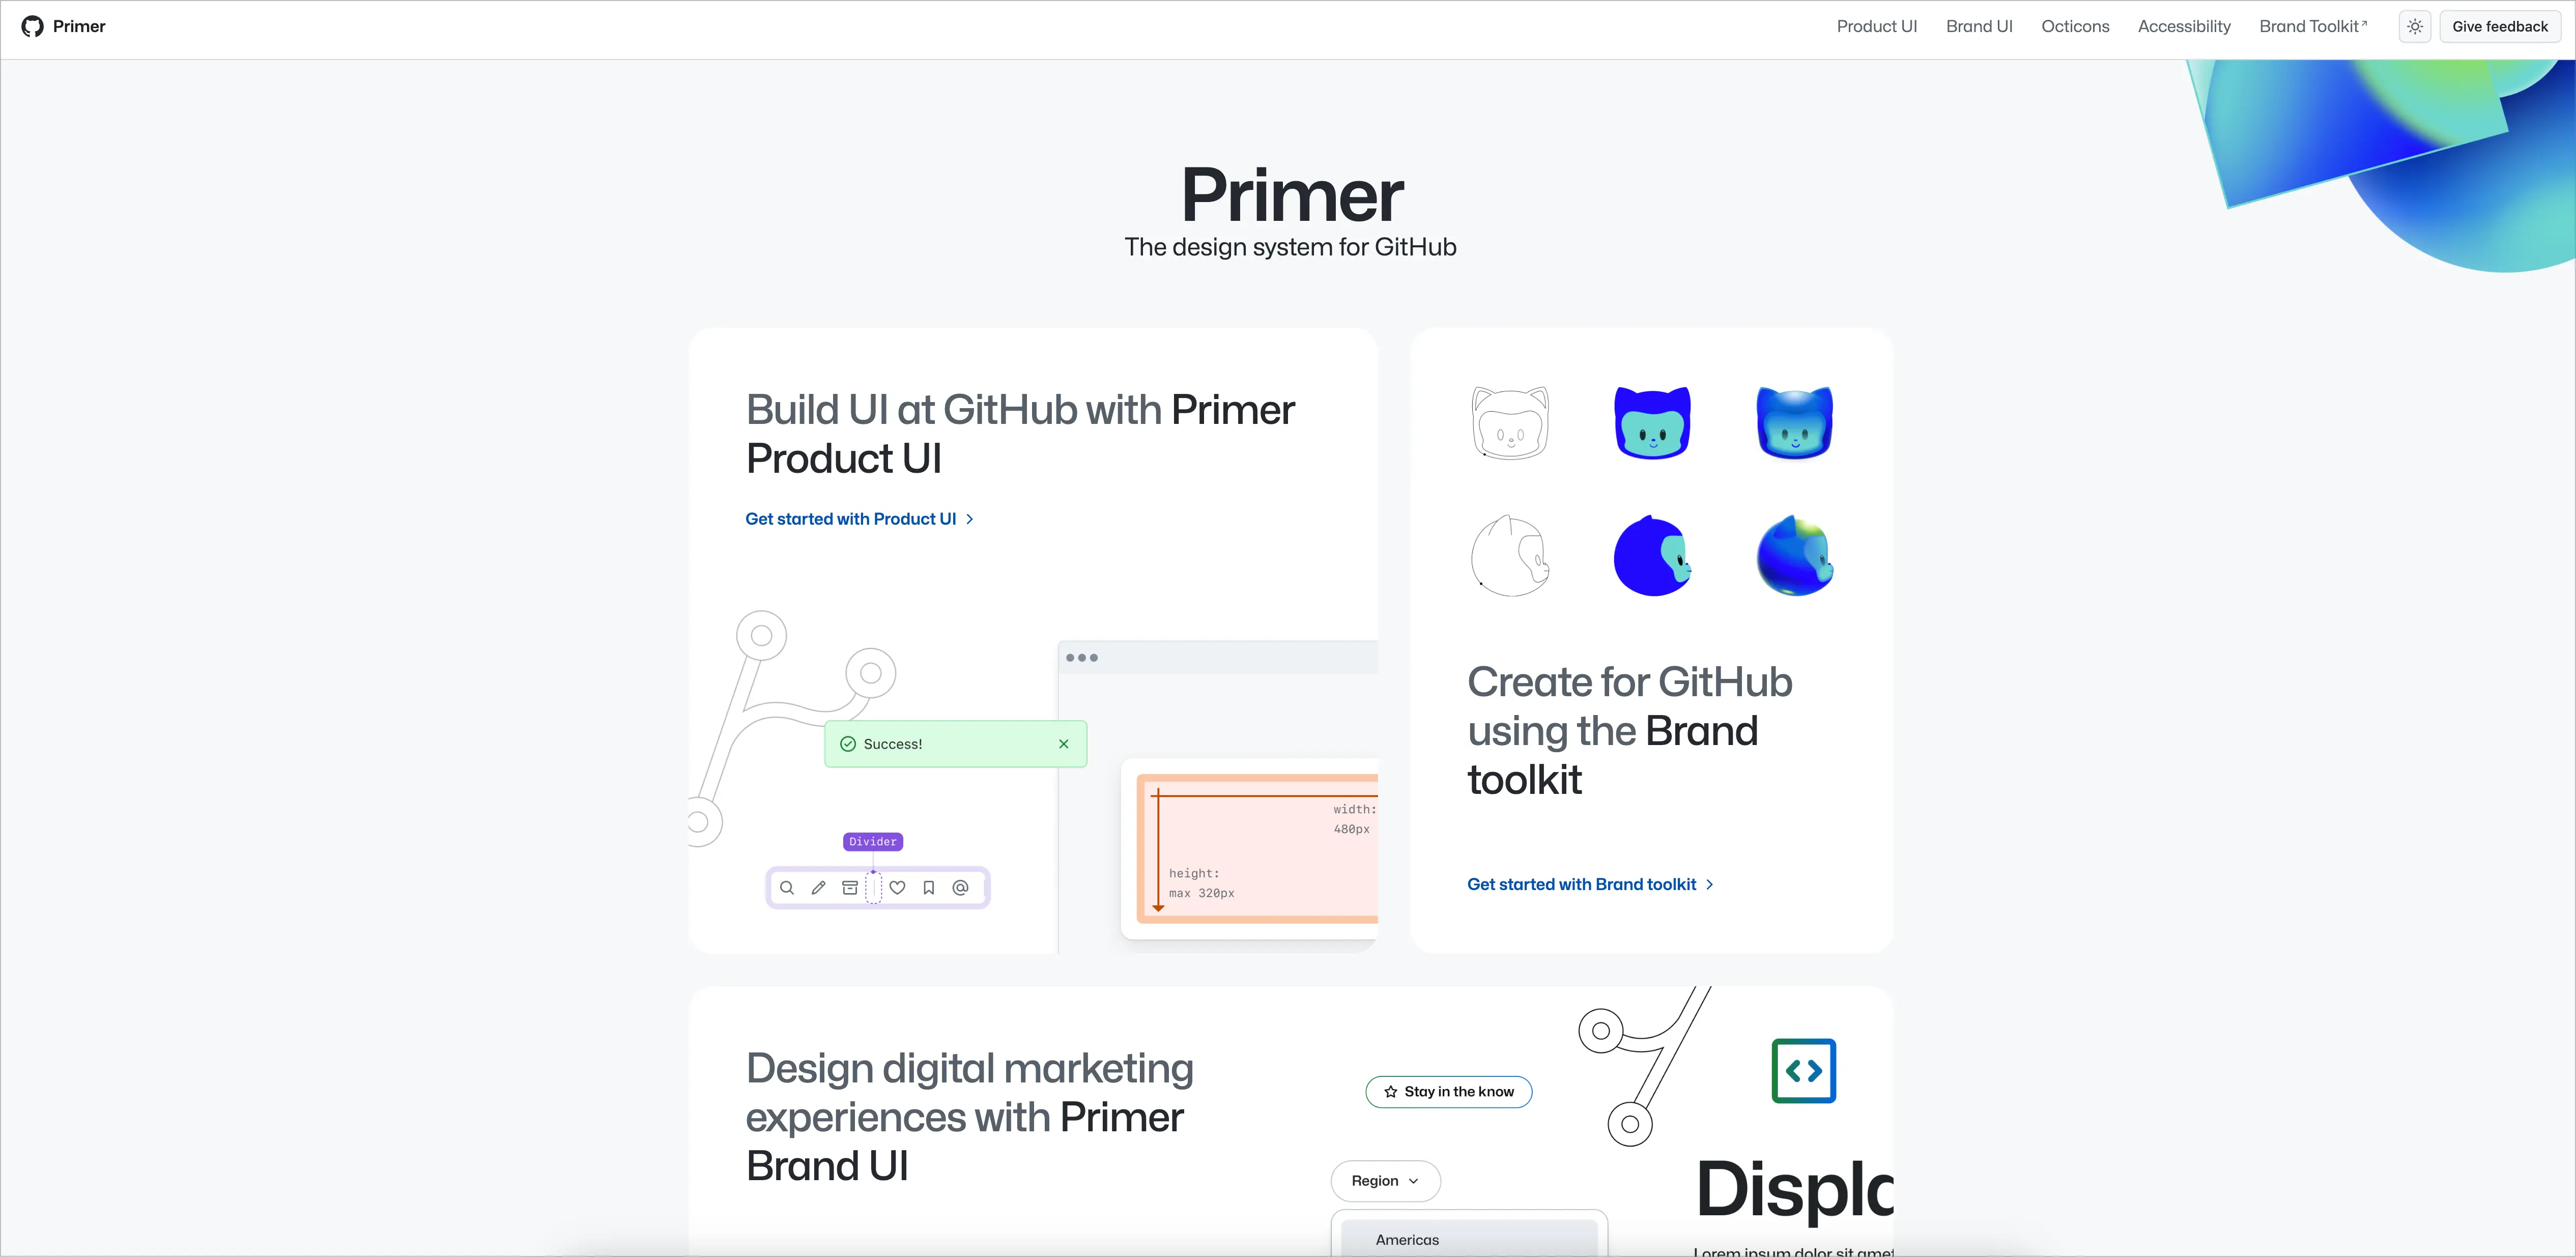 Primer
Product UI
Brand UI
Octicons
Accessibility
Brand Toolkit
Give feedback
Primer
The design system for GitHub
Build UI at GitHub with Primer
Product UI
Get started with Product UI
Success!
Divider
width:
480px
height:
max 320px
Create for GitHub
using the Brand
toolkit
Get started with Brand toolkit
Design digital marketing
experiences with Primer
Brand UI
Stay in the know
Region
Americas
Displa
Lorem ipsum dolor sit amet